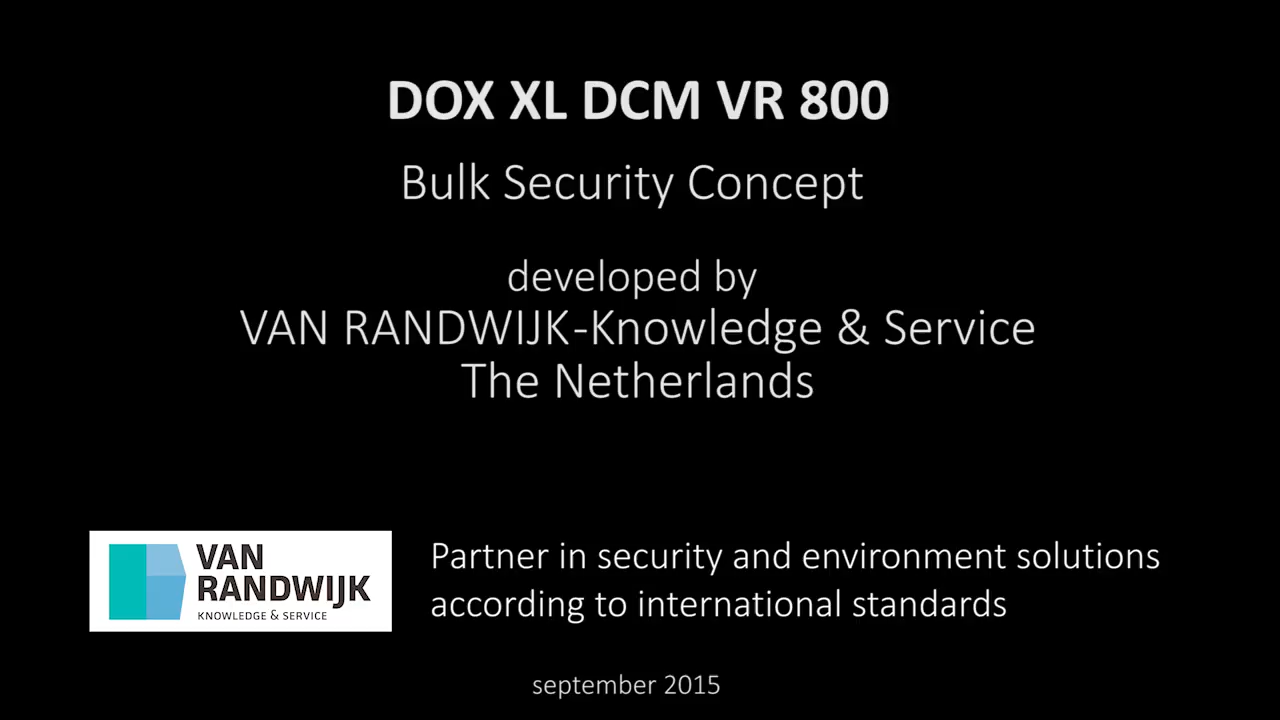 DOX XL DCM VR 800
Bulk Security Concept
developed by
VAN RANDWIJK-Knowledge & Service
The Netherlands
VAN
RANDWIJK
KNOWLEDGE & SERVICE
Partner in security and environment solutions
according to international standards
september 2015